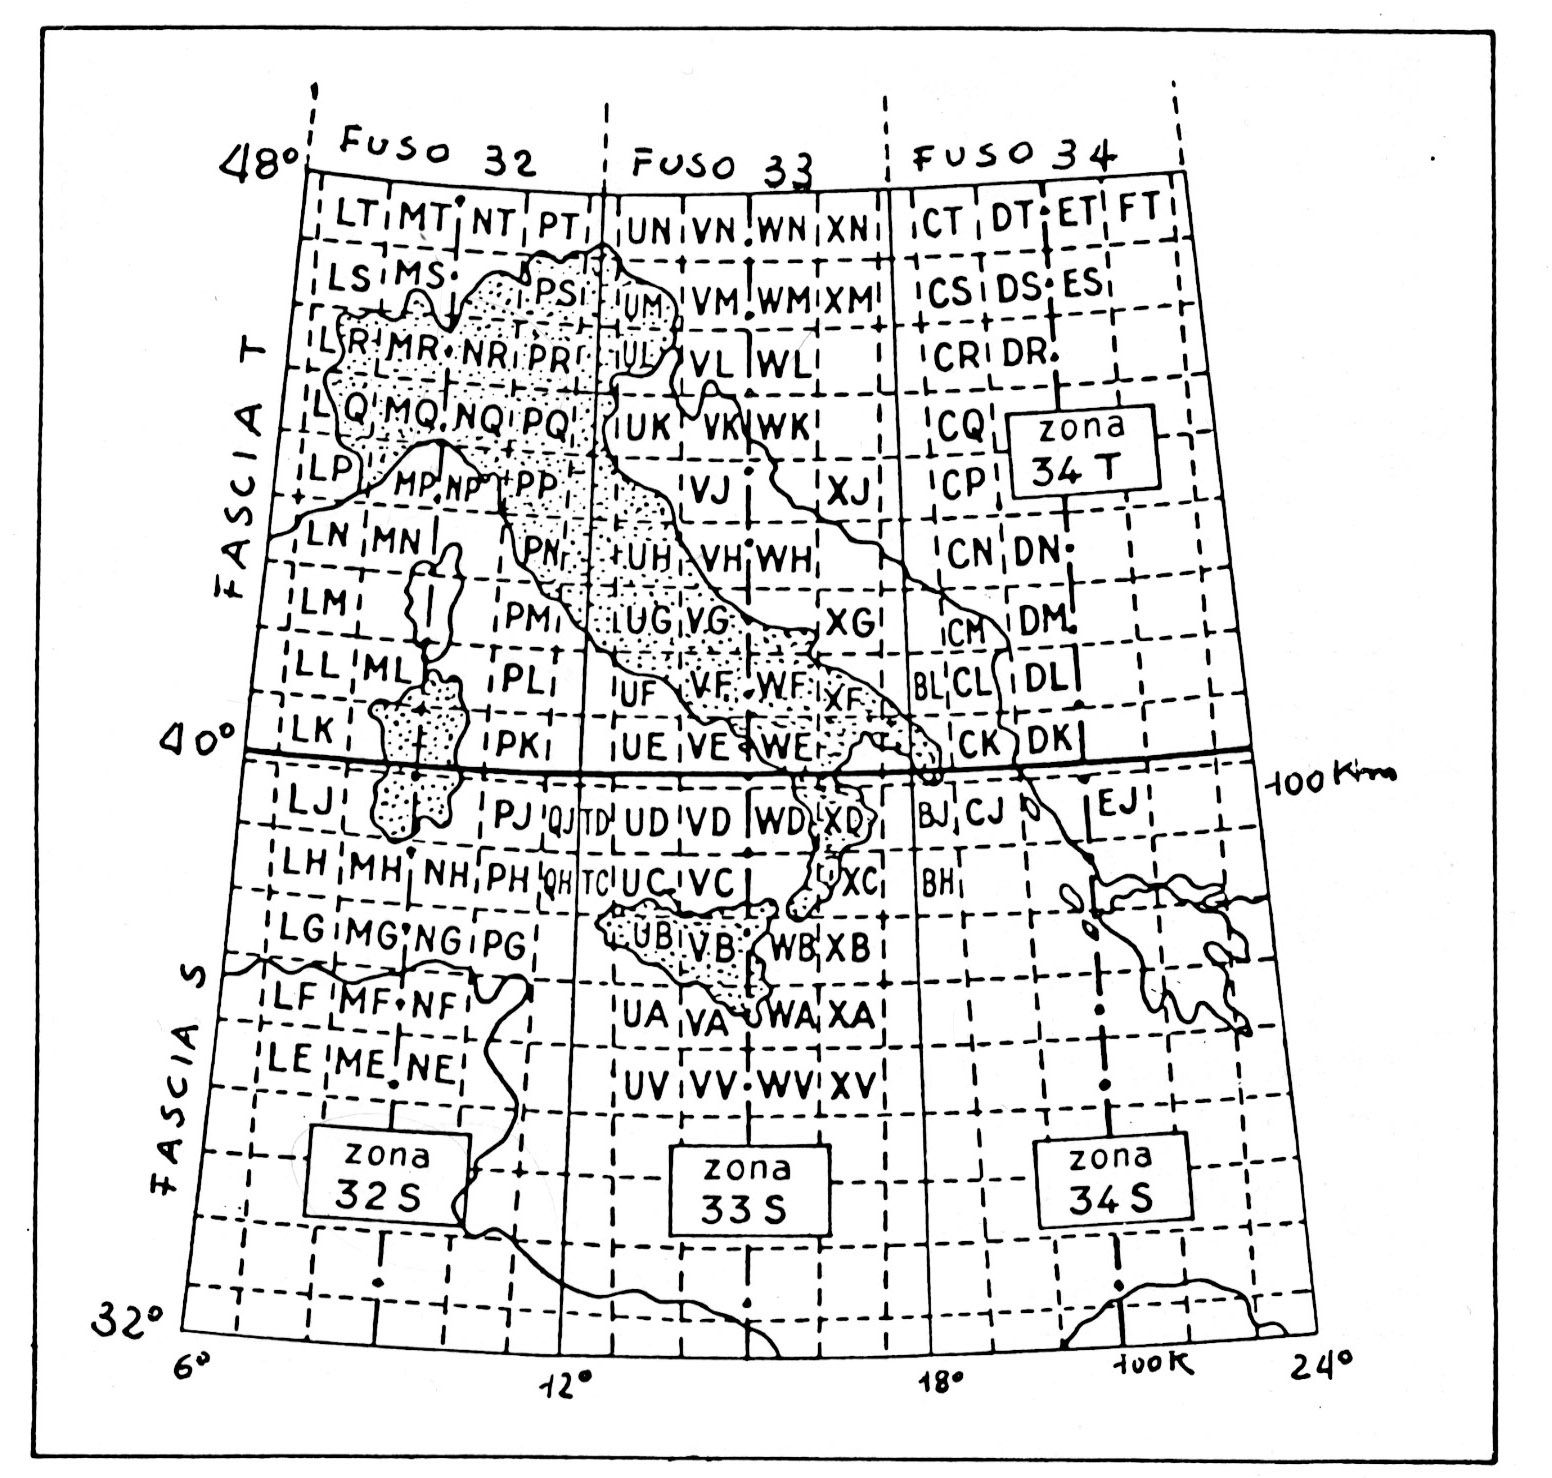 FUSO 32 FUSO 33 FUSO 34
48°
LT MT NT PT UN VN WN XN CT DT ET FT
LS MS PS UM VM WM XM CS DS ES
LR MR NR PR UL VL WL CR DR
LQ MQ NQ PQ UK VK WK CQ
zona
34 T
LP MP NP PP VJ XJ CP
LN MN PN UH VH WH CN DN
LM PM UG VG XG CM DM
LL ML PL UF VF WF XF BL CL DL
LK PK UE VE WE CK DK
FASCIA T
40°
100 Km
LJ PJ QJ TD UD VD WD XD BJ CJ EJ
LH MH NH PH QH TC UC VC XC BH
LG MG NG PG UB VB WB XB
LF MF NF UA VA WA XA
LE ME NE UV VV WV XV
FASCIA S
zona
32 S
zona
33 S
zona
34 S
32°
6° 12° 18° 100K 24°